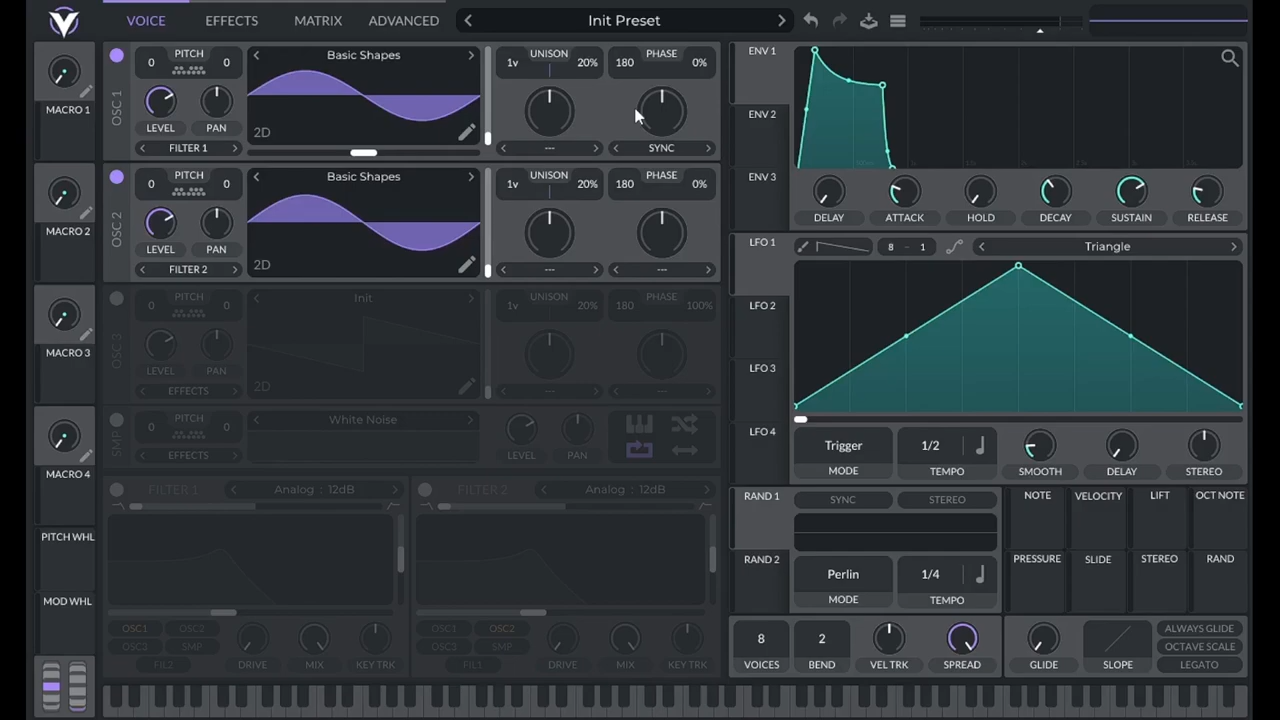 VOICE EFFECTS MATRIX ADVANCED Init Preset
MACRO 1
MACRO 2
MACRO 3
MACRO 4
PITCH WHL
MOD WHL
OSC 1
0 PITCH 0
LEVEL PAN
FILTER 1
Basic Shapes
2D
UNISON
1v 20%
---
PHASE
180 0%
SYNC
OSC 2
0 PITCH 0
LEVEL PAN
FILTER 2
Basic Shapes
2D
UNISON
1v 20%
---
PHASE
180 0%
---
OSC 3
0 PITCH 0
LEVEL PAN
EFFECTS
Init
2D
UNISON
1v 20%
---
PHASE
180 100%
---
SMP
0 PITCH 0
EFFECTS
White Noise
LEVEL PAN
FILTER 1 Analog : 12dB
OSC1 OSC2
OSC3 SMP
FIL2
DRIVE MIX KEY TRK
FILTER 2 Analog : 12dB
OSC1 OSC2
OSC3 SMP
FIL1
DRIVE MIX KEY TRK
ENV 1
ENV 2
ENV 3
DELAY ATTACK HOLD DECAY SUSTAIN RELEASE
LFO 1
LFO 2
LFO 3
LFO 4
8 - 1 Triangle
Trigger
MODE
1/2
TEMPO
SMOOTH DELAY STEREO
RAND 1
RAND 2
SYNC STEREO
Perlin
MODE
1/4
TEMPO
NOTE VELOCITY LIFT OCT NOTE
PRESSURE SLIDE STEREO RAND
8
VOICES
2
BEND
VEL TRK SPREAD
GLIDE SLOPE
ALWAYS GLIDE
OCTAVE SCALE
LEGATO